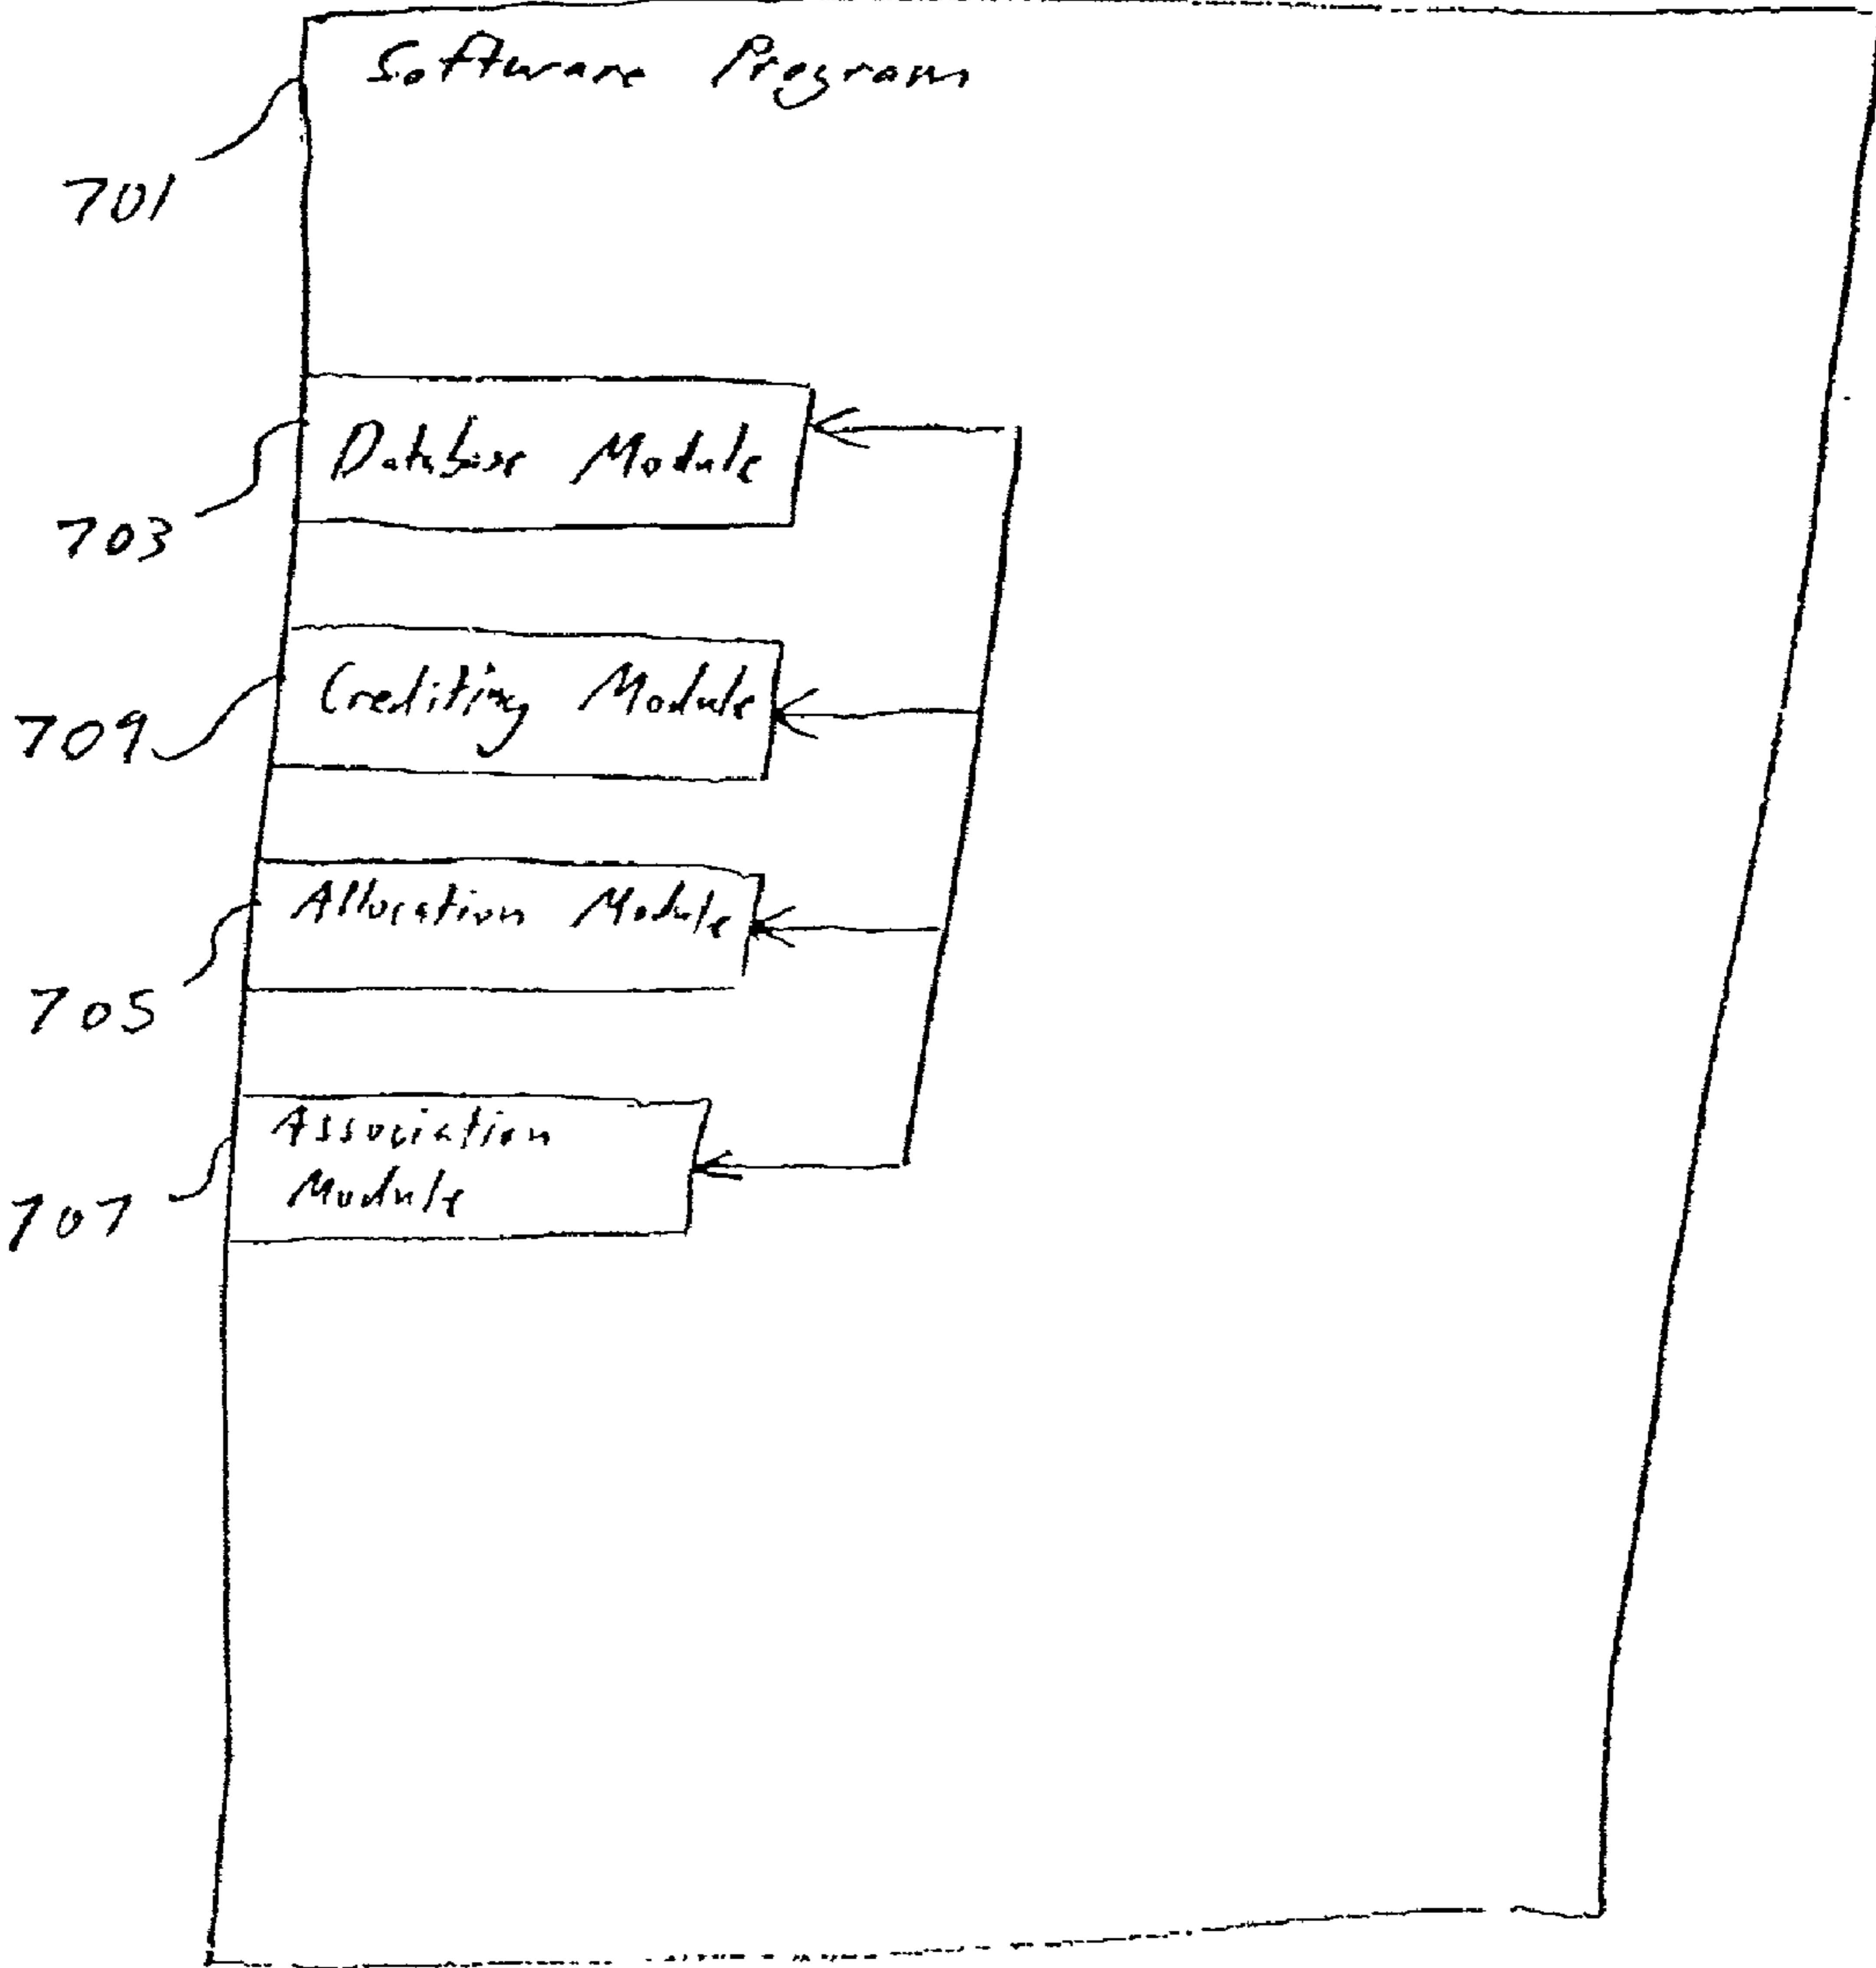 Software Program
701
Database Module
703
Crediting Module
709
Allocation Module
705
Association
Module
707